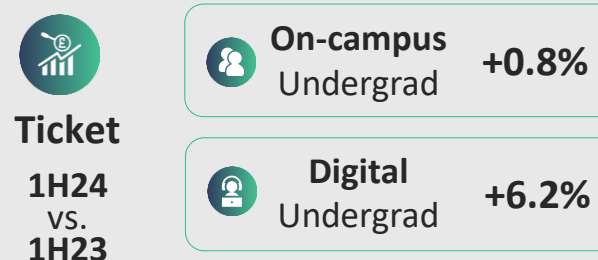 Ticket
1H24
vs.
1H23
On-campus
Undergrad
+0.8%
Digital
Undergrad
+6.2%